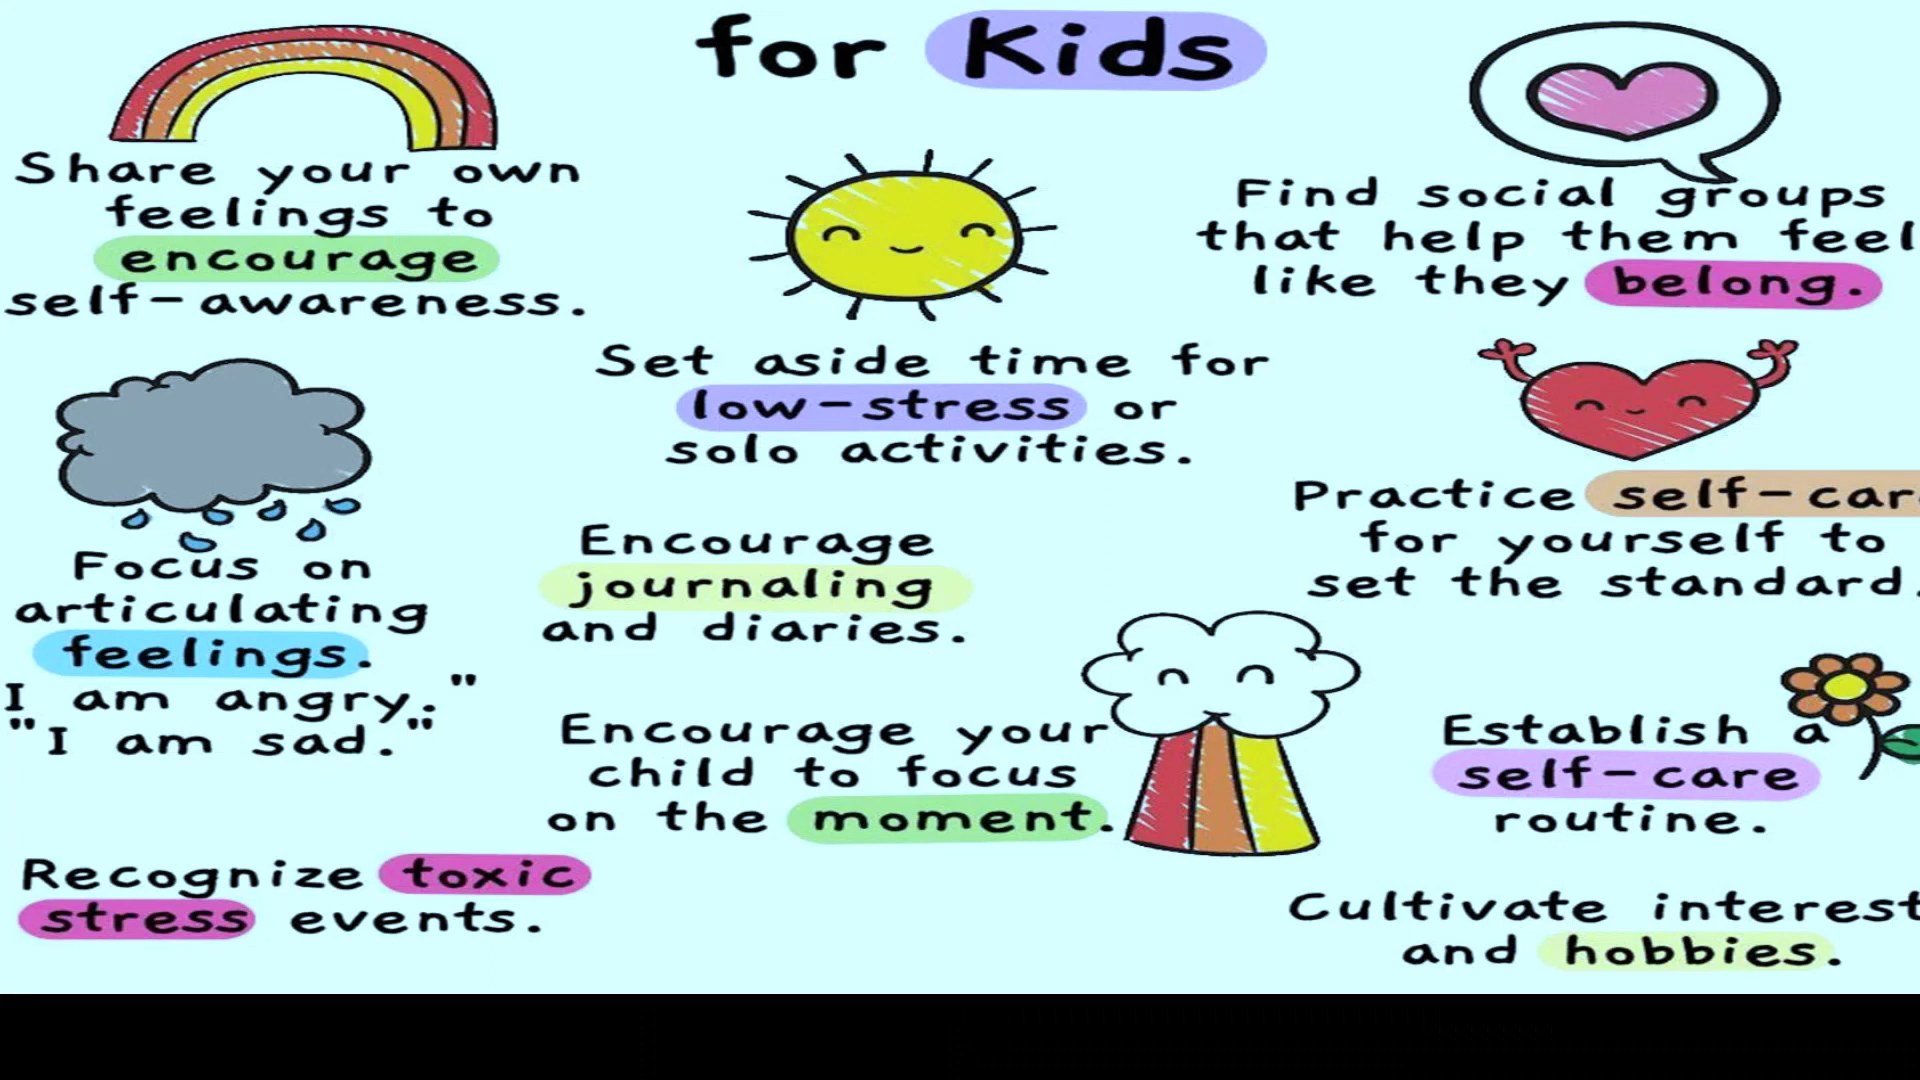 for Kids
Share your own
feelings to
encourage
self-awareness.
Find social groups
that help them feel
like they belong.
Set aside time for
low-stress or
solo activities.
Practice self-car
for yourself to
set the standard.
Encourage
journaling
and diaries.
Focus on
articulating
feelings.
I am angry."
"I am sad."
Encourage your
child to focus
on the moment.
Establish a
self-care
routine.
Recognize toxic
stress events.
Cultivate interest
and hobbies.